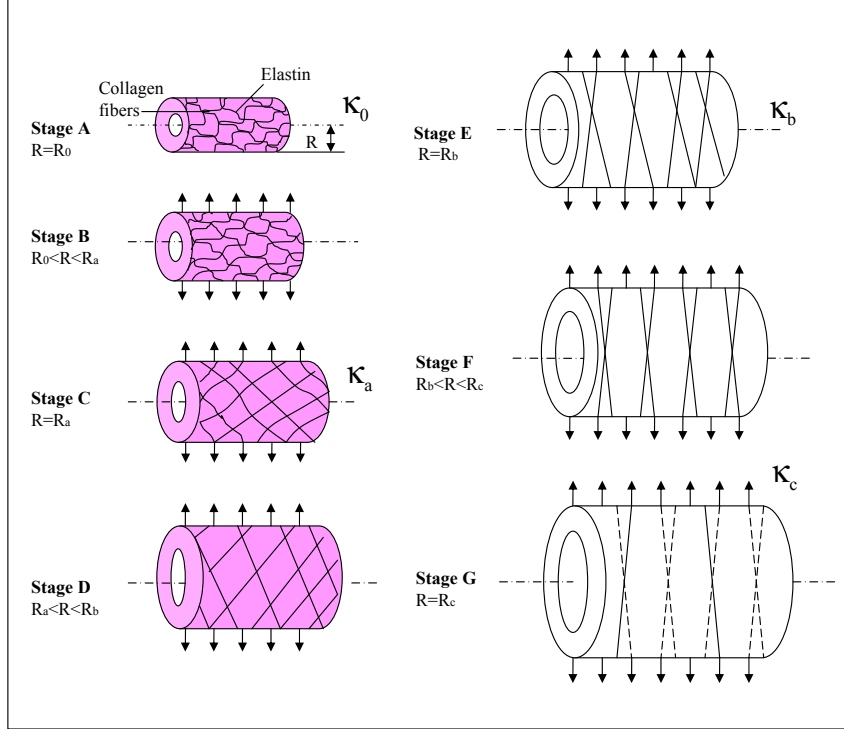 Collagen
fibers
Elastin
κ0
Stage A
R=R0
R
Stage B
R0<R<Ra
Stage C
R=Ra
κa
Stage D
Ra<R<Rb
Stage E
R=Rb
κb
Stage F
Rb<R<Rc
κc
Stage G
R=Rc